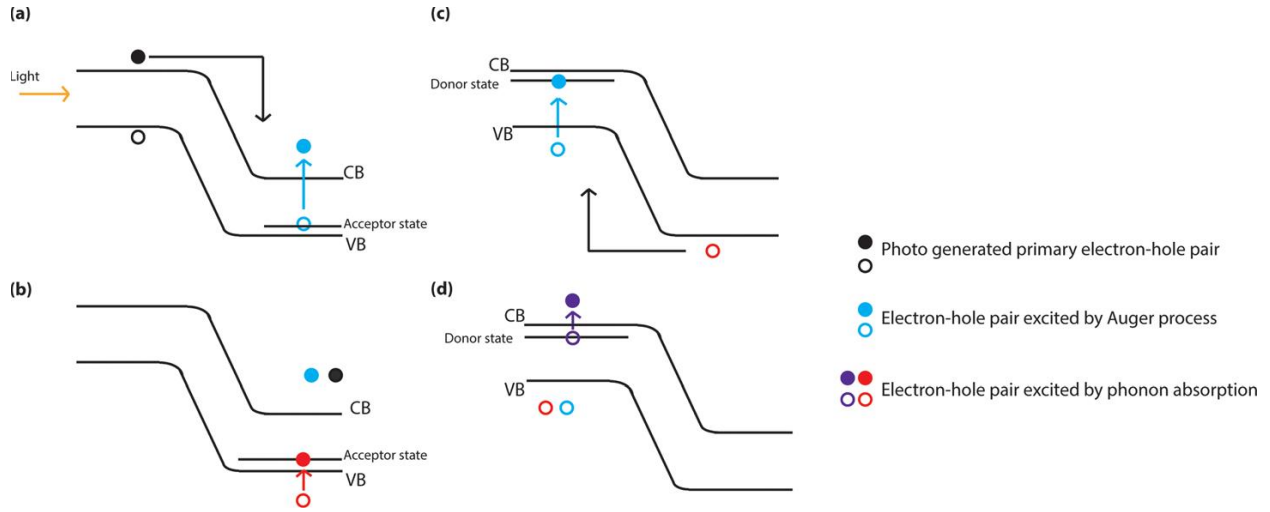 (a)
Light
CB
Acceptor state
VB
(b)
CB
Acceptor state
VB
(c)
CB
Donor state
VB
(d)
CB
Donor state
VB
Photo generated primary electron-hole pair
Electron-hole pair excited by Auger process
Electron-hole pair excited by phonon absorption